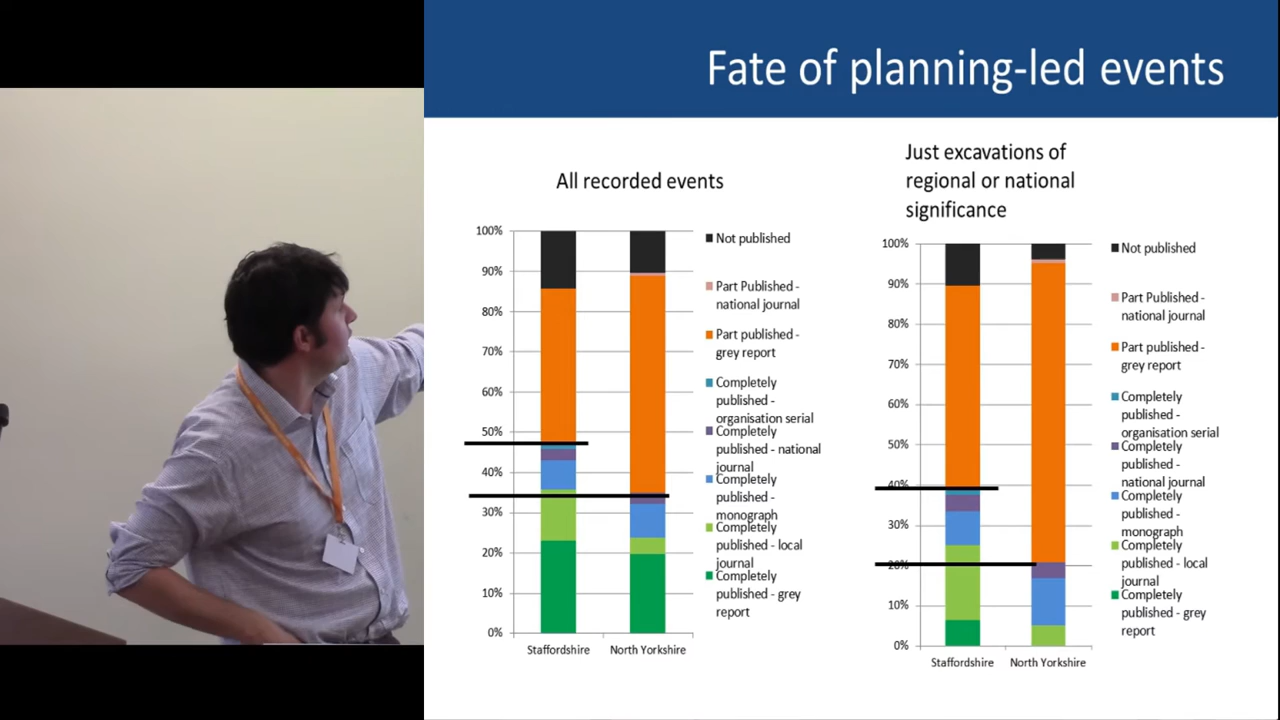 Fate of planning-led events
All recorded events
100%
90%
80%
70%
60%
50%
40%
30%
20%
10%
0%
Staffordshire
North Yorkshire
Not published
Part Published -
national journal
Part published -
grey report
Completely
published -
organisation serial
Completely
published - national
journal
Completely
published -
monograph
Completely
published - local
journal
Completely
published - grey
report
Just excavations of
regional or national
significance
100%
90%
80%
70%
60%
50%
40%
30%
20%
10%
0%
Staffordshire
North Yorkshire
Not published
Part Published -
national journal
Part published -
grey report
Completely
published -
organisation serial
Completely
published -
national journal
Completely
published -
monograph
Completely
published - local
journal
Completely
published - grey
report